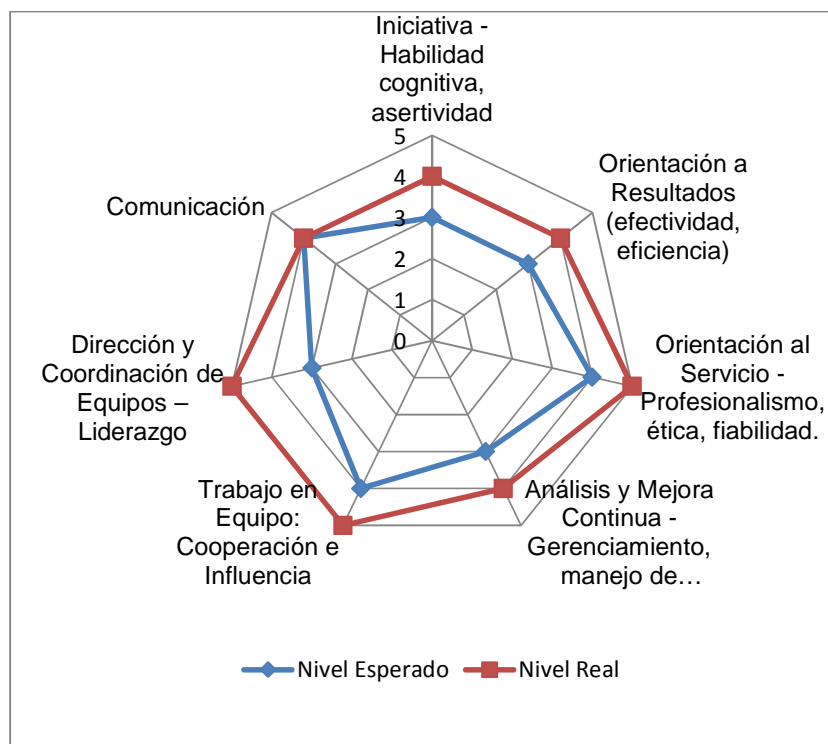 Iniciativa -
Habilidad
cognitiva,
asertividad
5
4
3
2
1
0
Orientación a
Resultados
(efectividad,
eficiencia)
Orientación al
Servicio -
Profesionalismo,
ética, fiabilidad.
Análisis y Mejora
Continua -
Gerenciamiento,
manejo de…
Trabajo en
Equipo:
Cooperación e
Influencia
Dirección y
Coordinación de
Equipos –
Liderazgo
Comunicación
Nivel Esperado
Nivel Real